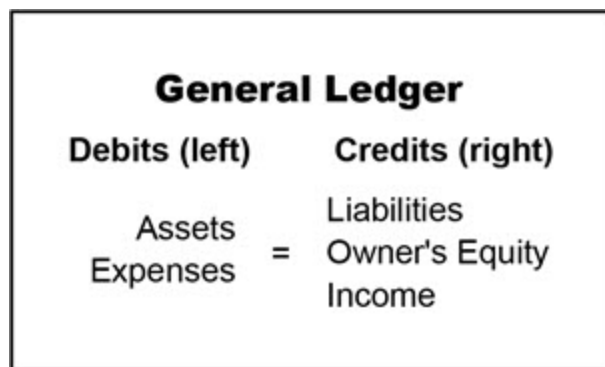 General Ledger
Debits (left) Credits (right)
Assets
Expenses
=
Liabilities
Owner's Equity
Income